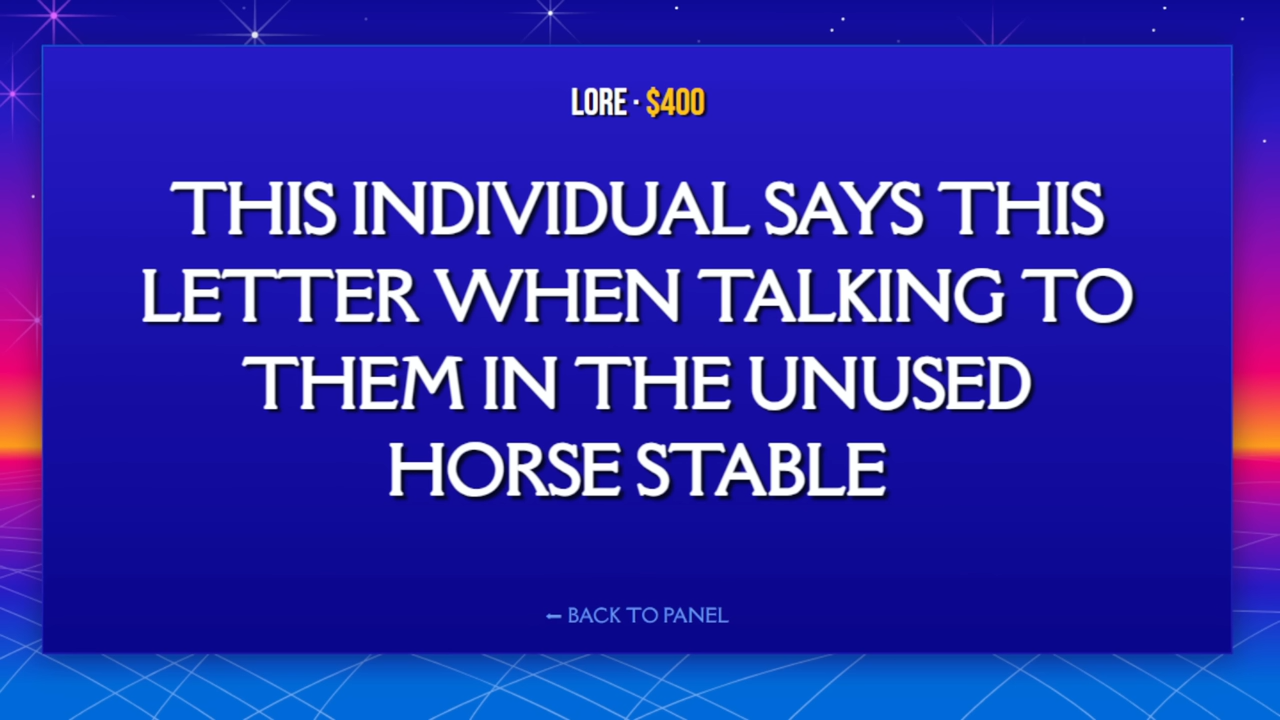 LORE · $400
THIS INDIVIDUAL SAYS THIS
LETTER WHEN TALKING TO
THEM IN THE UNUSED
HORSE STABLE
← BACK TO PANEL